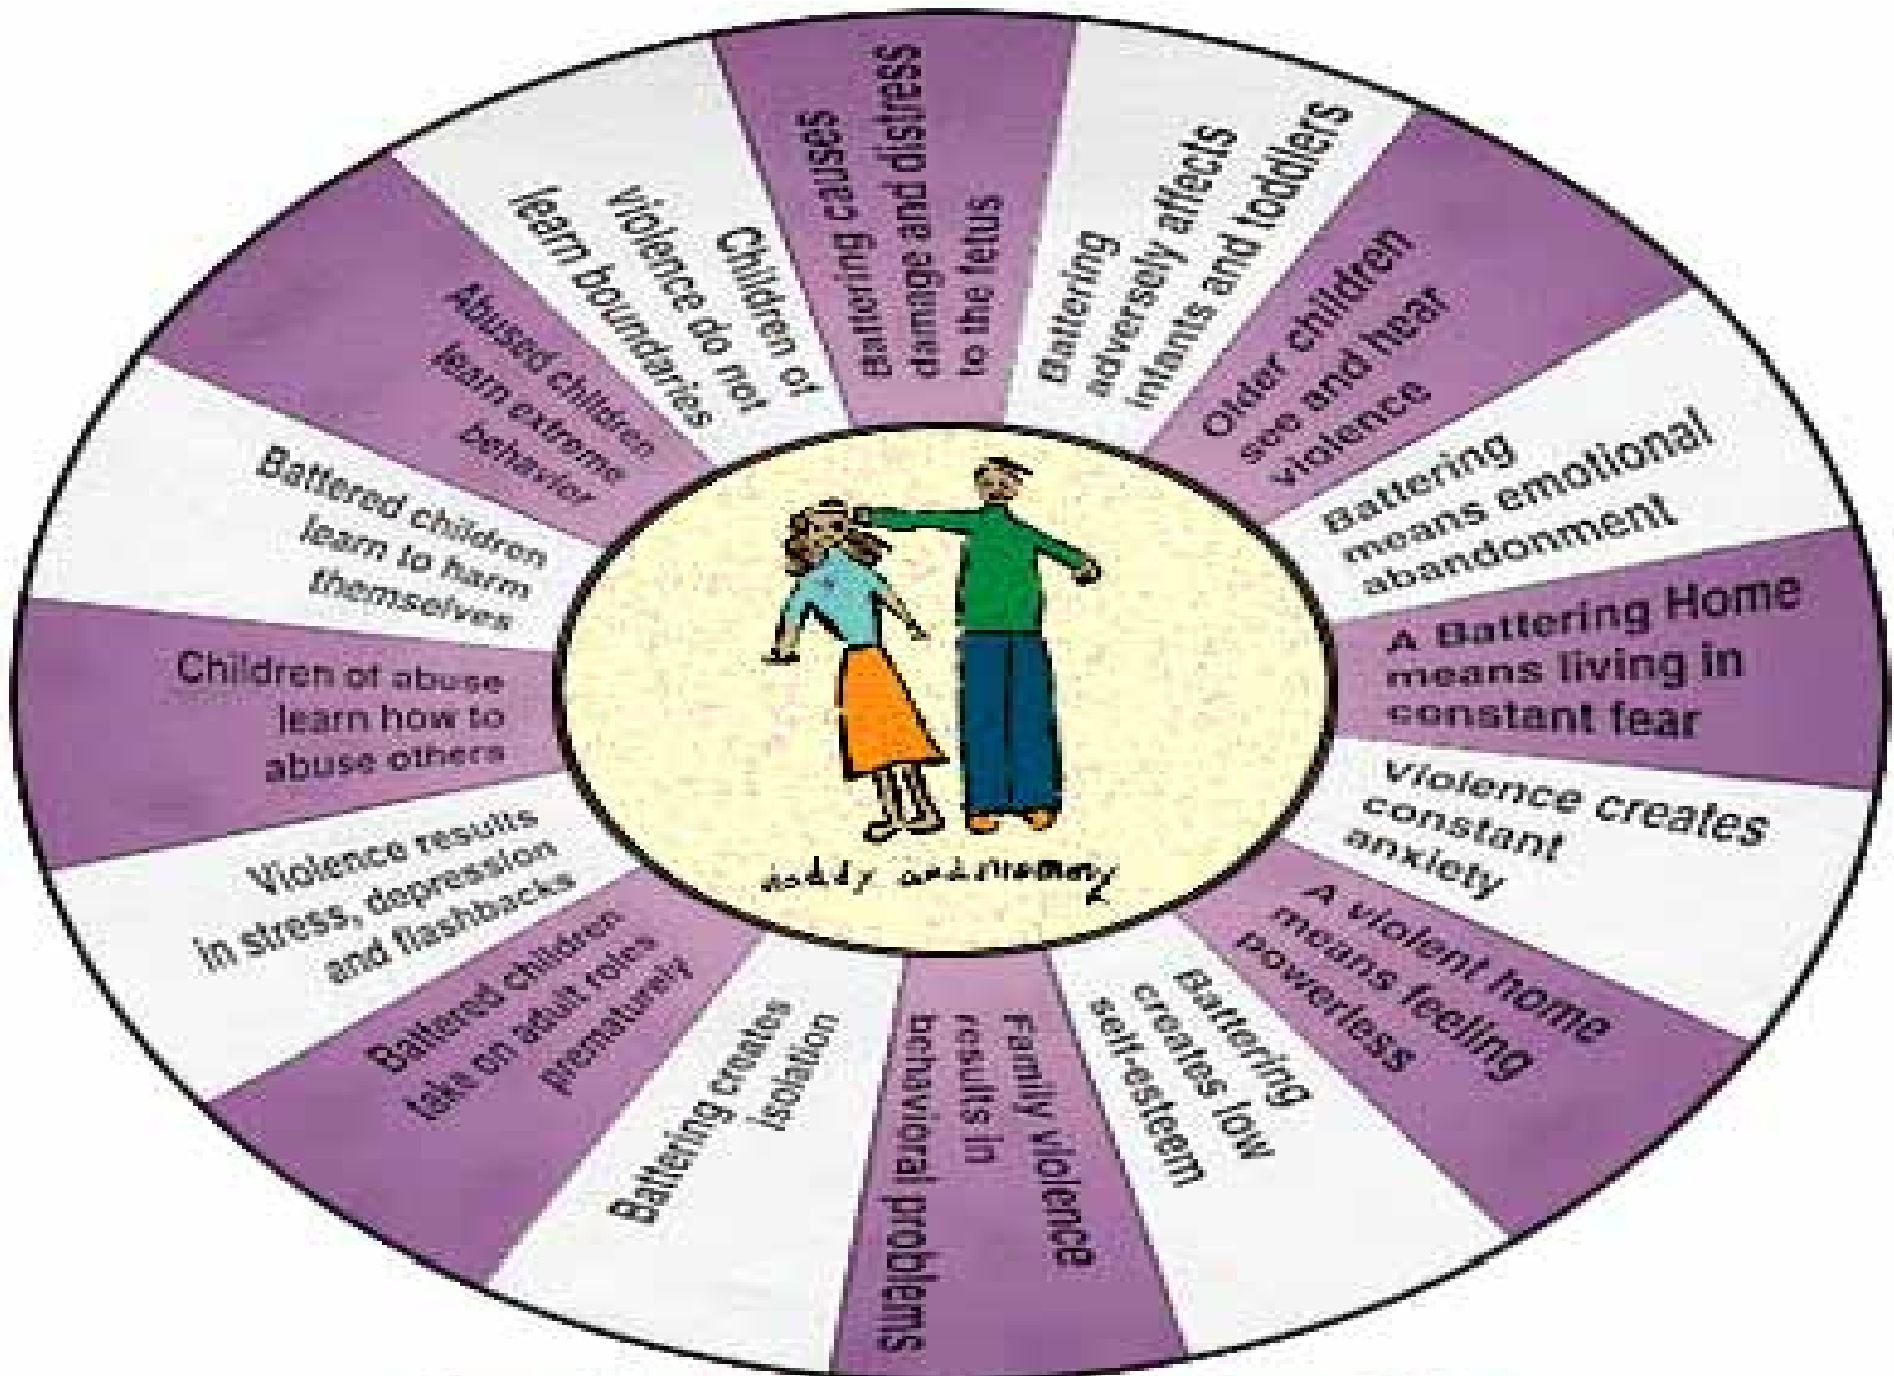 Battering causes
damage and distress
to the fetus
Battering
adversely affects
infants and toddlers
Older children
see and hear
violence
Battering
means emotional
abandonment
A Battering Home
means living in
constant fear
Violence creates
constant
anxiety
A violent home
means feeling
powerless
Battering
creates low
self-esteem
Family violence
results in
behavioral problems
Battering creates
isolation
Battered children
take on adult roles
prematurely
Violence results
in stress, depression
and flashbacks
Children of abuse
learn how to
abuse others
Battered children
learn to harm
themselves
Abused children
learn extreme
behavior
Children of
violence do not
learn boundaries
daddy and mommy